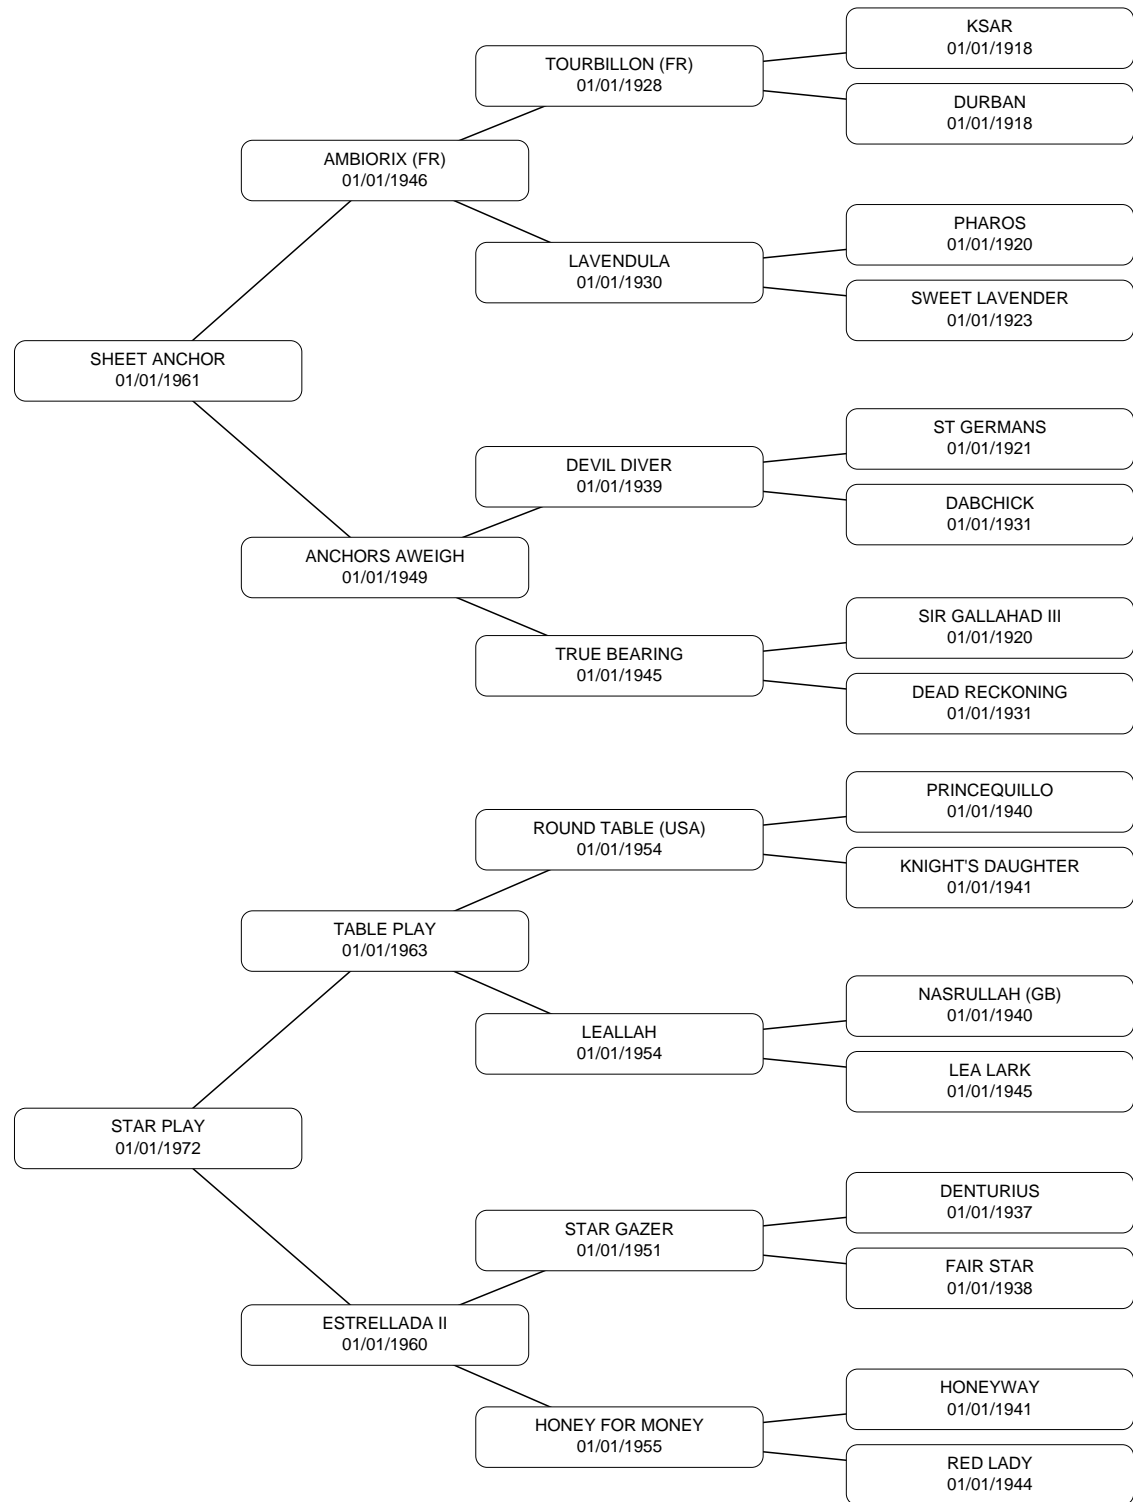 KSAR
01/01/1918
TOURBILLON (FR)
01/01/1928
DURBAN
01/01/1918
AMBIORIX (FR)
01/01/1946
PHAROS
01/01/1920
LAVENDULA
01/01/1930
SWEET LAVENDER
01/01/1923
SHEET ANCHOR
01/01/1961
ST GERMANS
01/01/1921
DEVIL DIVER
01/01/1939
DABCHICK
01/01/1931
ANCHORS AWEIGH
01/01/1949
SIR GALLAHAD III
01/01/1920
TRUE BEARING
01/01/1945
DEAD RECKONING
01/01/1931
PRINCEQUILLO
01/01/1940
ROUND TABLE (USA)
01/01/1954
KNIGHT'S DAUGHTER
01/01/1941
TABLE PLAY
01/01/1963
NASRULLAH (GB)
01/01/1940
LEALLAH
01/01/1954
LEA LARK
01/01/1945
STAR PLAY
01/01/1972
DENTURIUS
01/01/1937
STAR GAZER
01/01/1951
FAIR STAR
01/01/1938
ESTRELLADA II
01/01/1960
HONEYWAY
01/01/1941
HONEY FOR MONEY
01/01/1955
RED LADY
01/01/1944